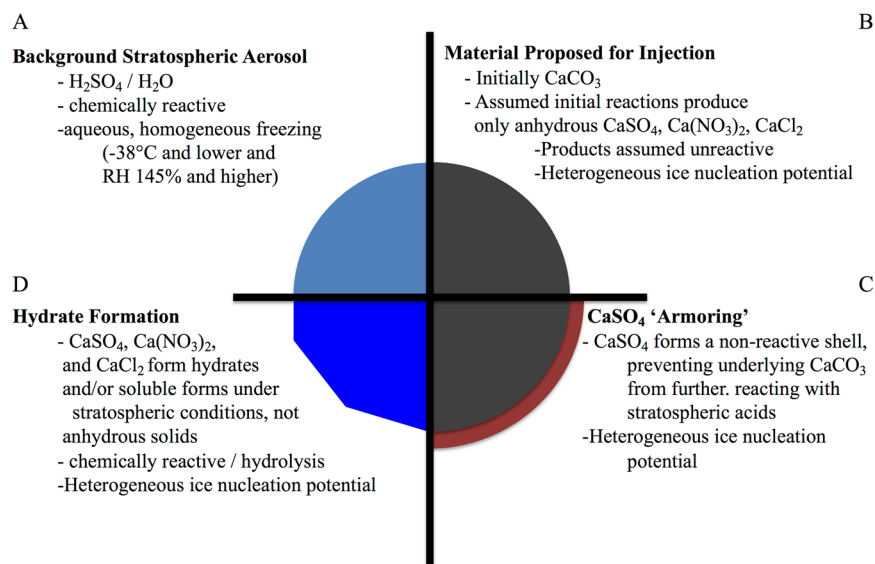 A
Background Stratospheric Aerosol
- H₂SO₄ / H₂O
- chemically reactive
-aqueous, homogeneous freezing
(-38°C and lower and
RH 145% and higher)
B
Material Proposed for Injection
- Initially CaCO₃
- Assumed initial reactions produce
only anhydrous CaSO₄, Ca(NO₃)₂, CaCl₂
-Products assumed unreactive
-Heterogeneous ice nucleation potential
D
Hydrate Formation
- CaSO₄, Ca(NO₃)₂,
and CaCl₂ form hydrates
and/or soluble forms under
stratospheric conditions, not
anhydrous solids
- chemically reactive / hydrolysis
-Heterogeneous ice nucleation potential
C
CaSO₄ ‘Armoring’
- CaSO₄ forms a non-reactive shell,
preventing underlying CaCO₃
from further. reacting with
stratospheric acids
-Heterogeneous ice nucleation
potential